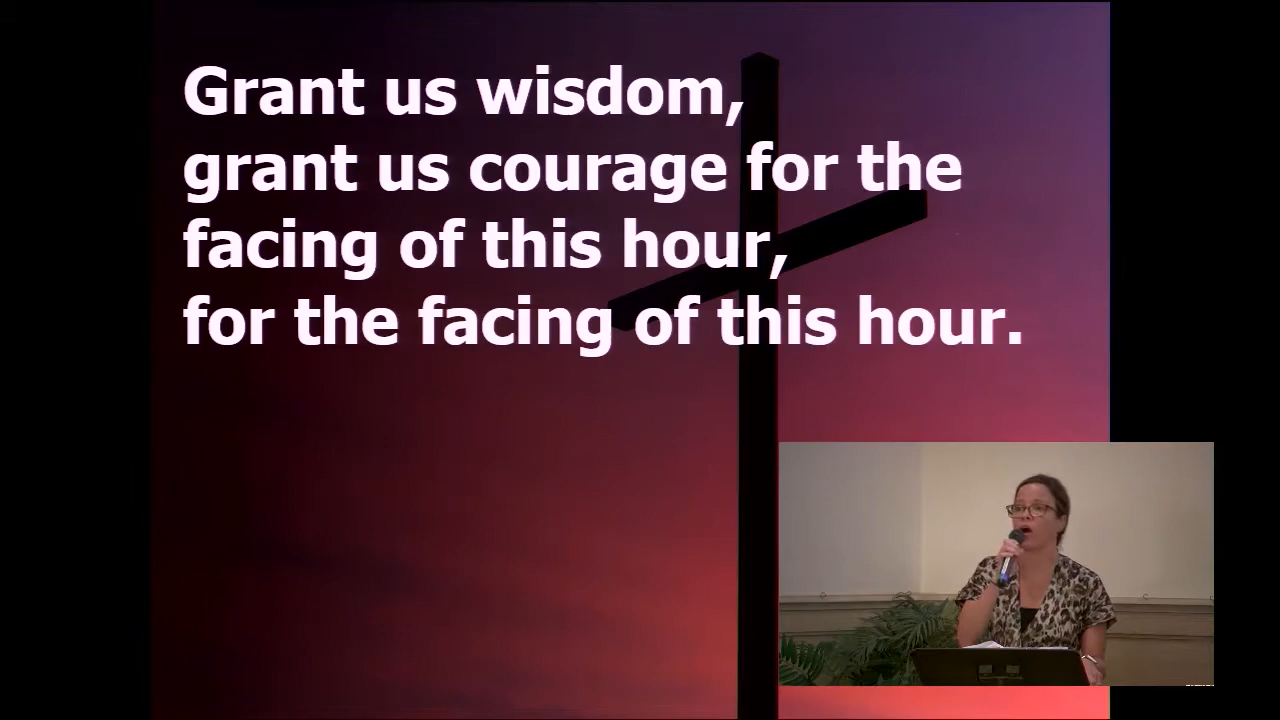 Grant us wisdom,
grant us courage for the
facing of this hour,
for the facing of this hour.